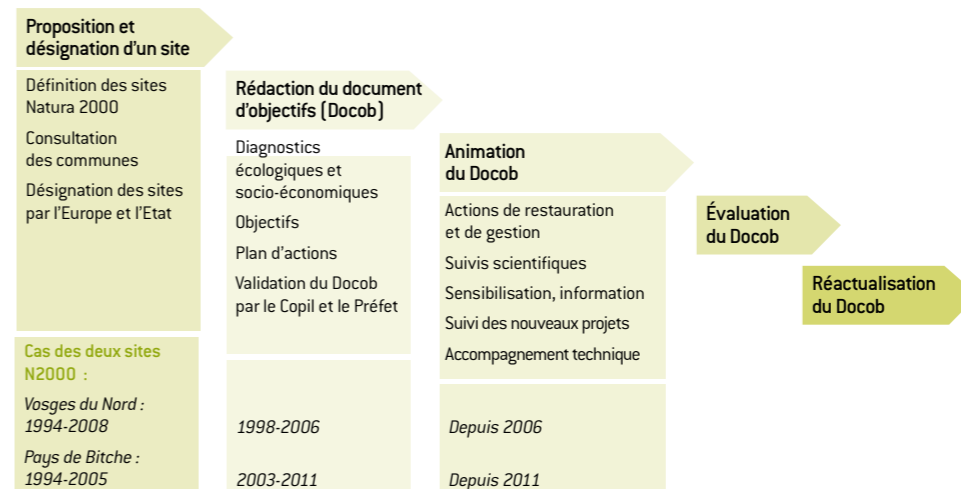 Proposition et
désignation d'un site
Définition des sites
Natura 2000
Consultation
des communes
Désignation des sites
par l'Europe et l'Etat
Rédaction du document
d'objectifs (Docob)
Diagnostics
écologiques et
socio-économiques
Objectifs
Plan d'actions
Validation du Docob
par le Copil et le Préfet
Animation
du Docob
Actions de restauration
et de gestion
Suivis scientifiques
Sensibilisation, information
Suivi des nouveaux projets
Accompagnement technique
Évaluation
du Docob
Réactualisation
du Docob
Cas des deux sites
N2000 :
Vosges du Nord :
1994-2008
1998-2006
Depuis 2006
Pays de Bitche :
1994-2005
2003-2011
Depuis 2011